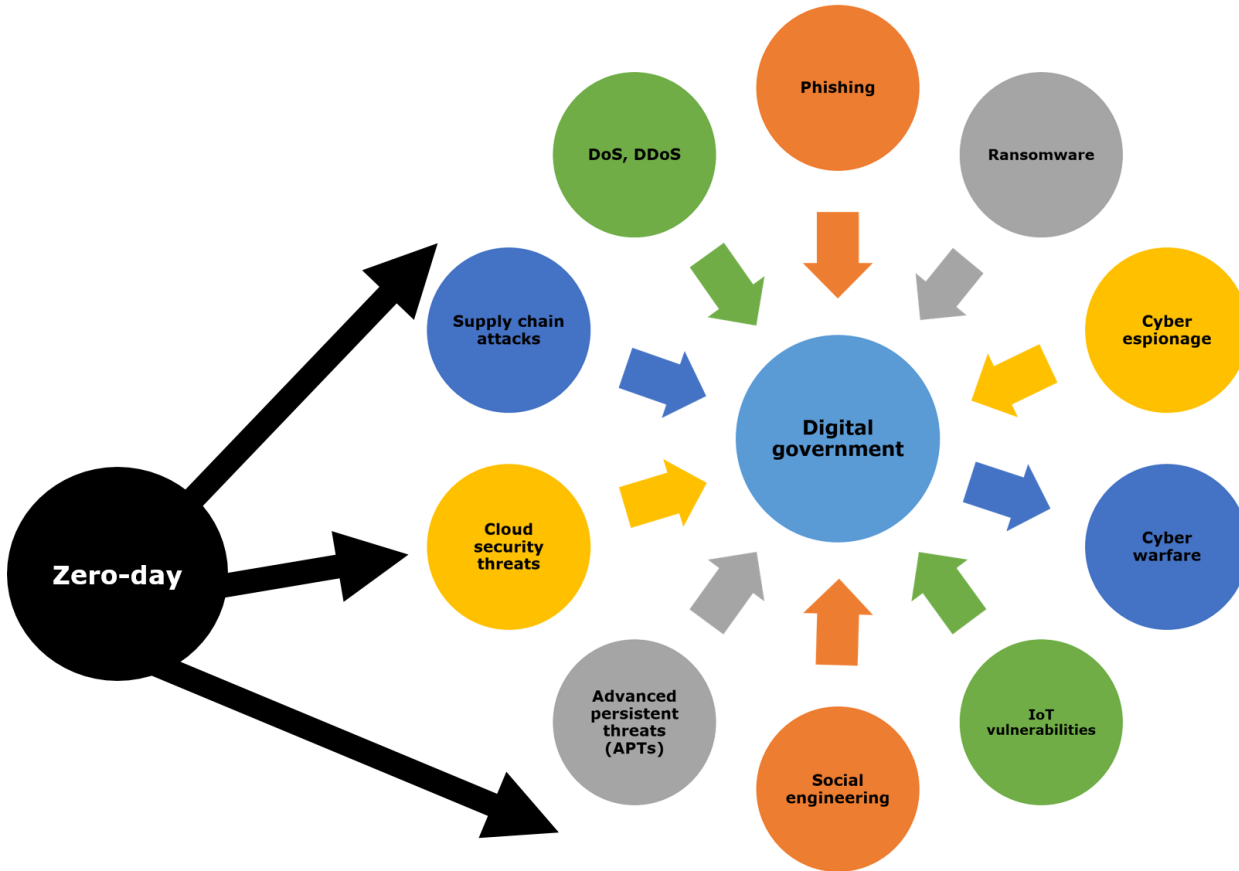 Phishing
DoS, DDoS
Ransomware
Supply chain
attacks
Cyber
espionage
Digital
government
Cloud
security
threats
Cyber
warfare
Zero-day
Advanced
persistent
threats
(APTs)
IoT
vulnerabilities
Social
engineering